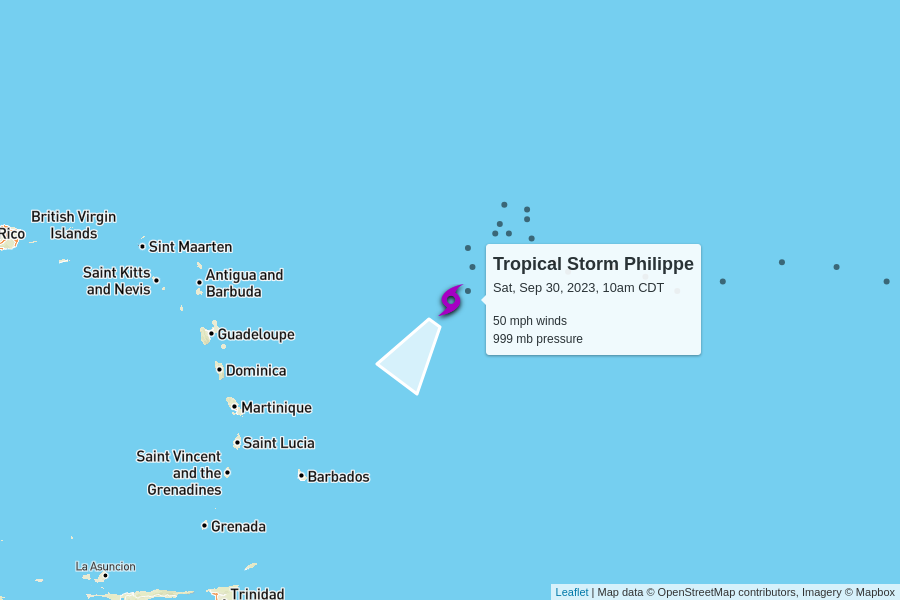 British Virgin
Islands
Rico
Sint Maarten
Saint Kitts
and Nevis
Antigua and
Barbuda
Guadeloupe
Dominica
Martinique
Saint Lucia
Saint Vincent
and the
Grenadines
Barbados
Grenada
La Asuncion
Trinidad
Tropical Storm Philippe
Sat, Sep 30, 2023, 10am CDT
50 mph winds
999 mb pressure
Leaflet | Map data © OpenStreetMap contributors, Imagery © Mapbox